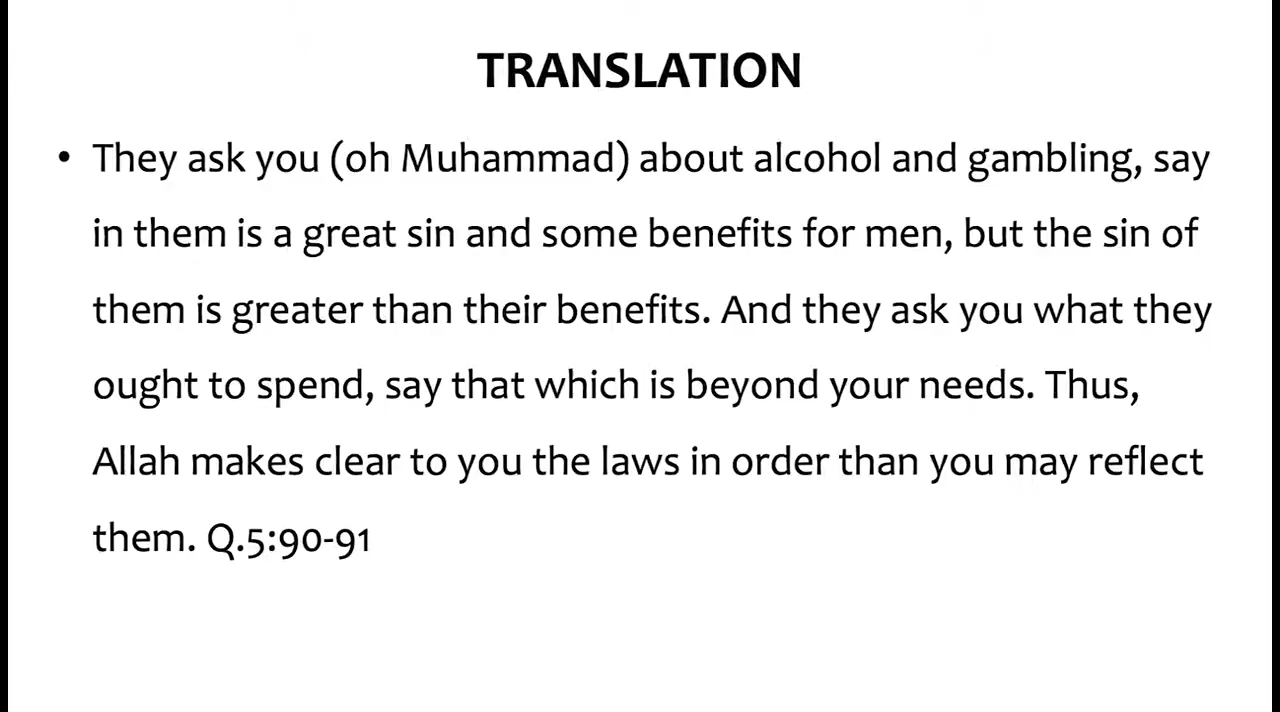 TRANSLATION
• They ask you (oh Muhammad) about alcohol and gambling, say
in them is a great sin and some benefits for men, but the sin of
them is greater than their benefits. And they ask you what they
ought to spend, say that which is beyond your needs. Thus,
Allah makes clear to you the laws in order than you may reflect
them. Q.5:90-91